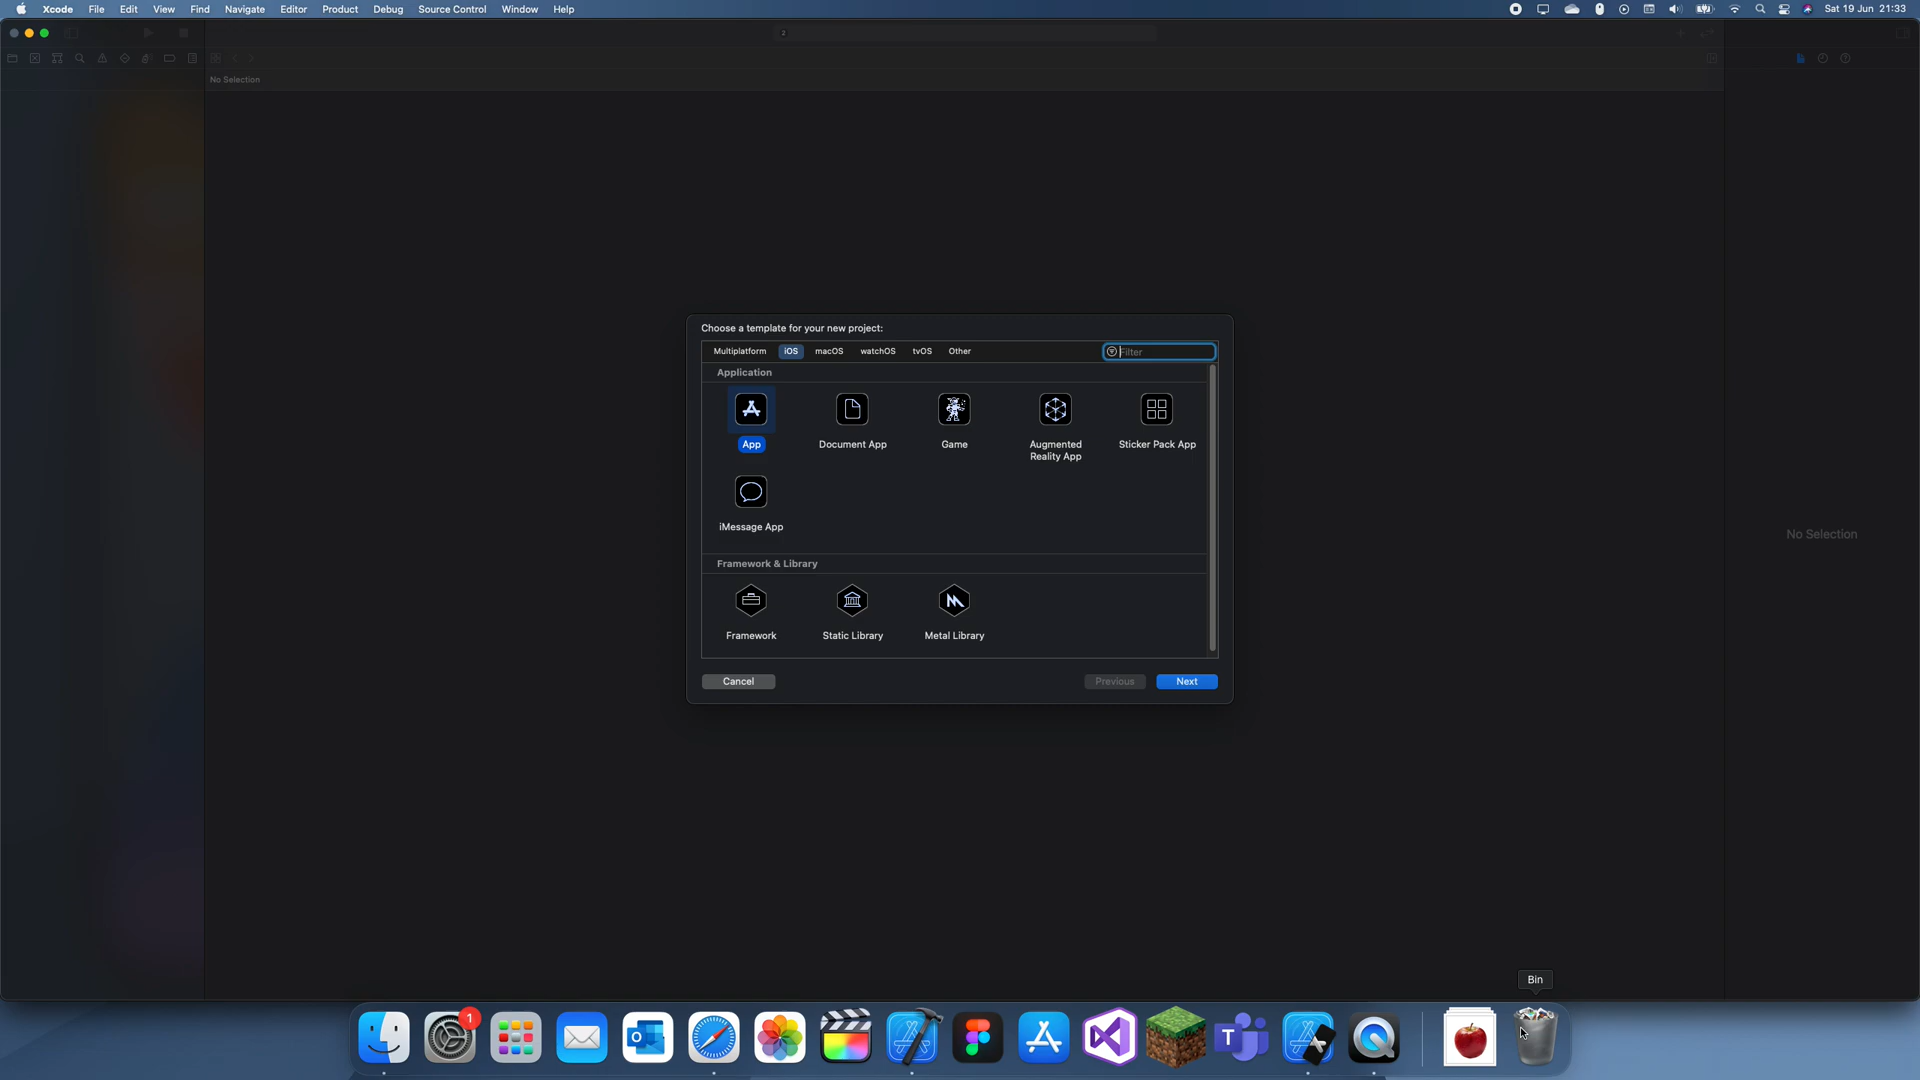 Xcode File Edit View Find Navigate Editor Product Debug Source Control Window Help Sat 19 Jun 21:33
2
No Selection
Choose a template for your new project:
Multiplatform iOS macOS watchOS tvOS Other Filter
Application
App Document App Game Augmented Reality App Sticker Pack App
iMessage App
No Selection
Framework & Library
Framework Static Library Metal Library
Cancel Previous Next
Bin
1